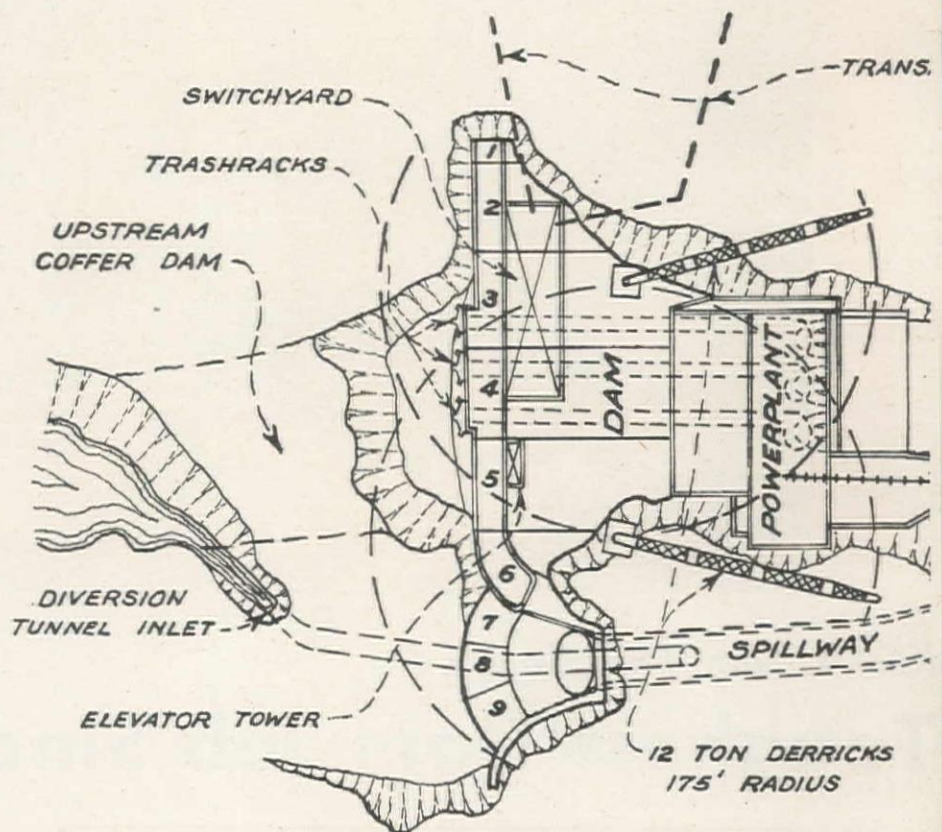 TRANS.
SWITCHYARD
TRASHRACKS
UPSTREAM
COFFER DAM
1
2
3
4
5
6
7
8
9
DAM
POWERPLANT
DIVERSION
TUNNEL INLET
SPILLWAY
ELEVATOR TOWER
12 TON DERRICKS
175' RADIUS